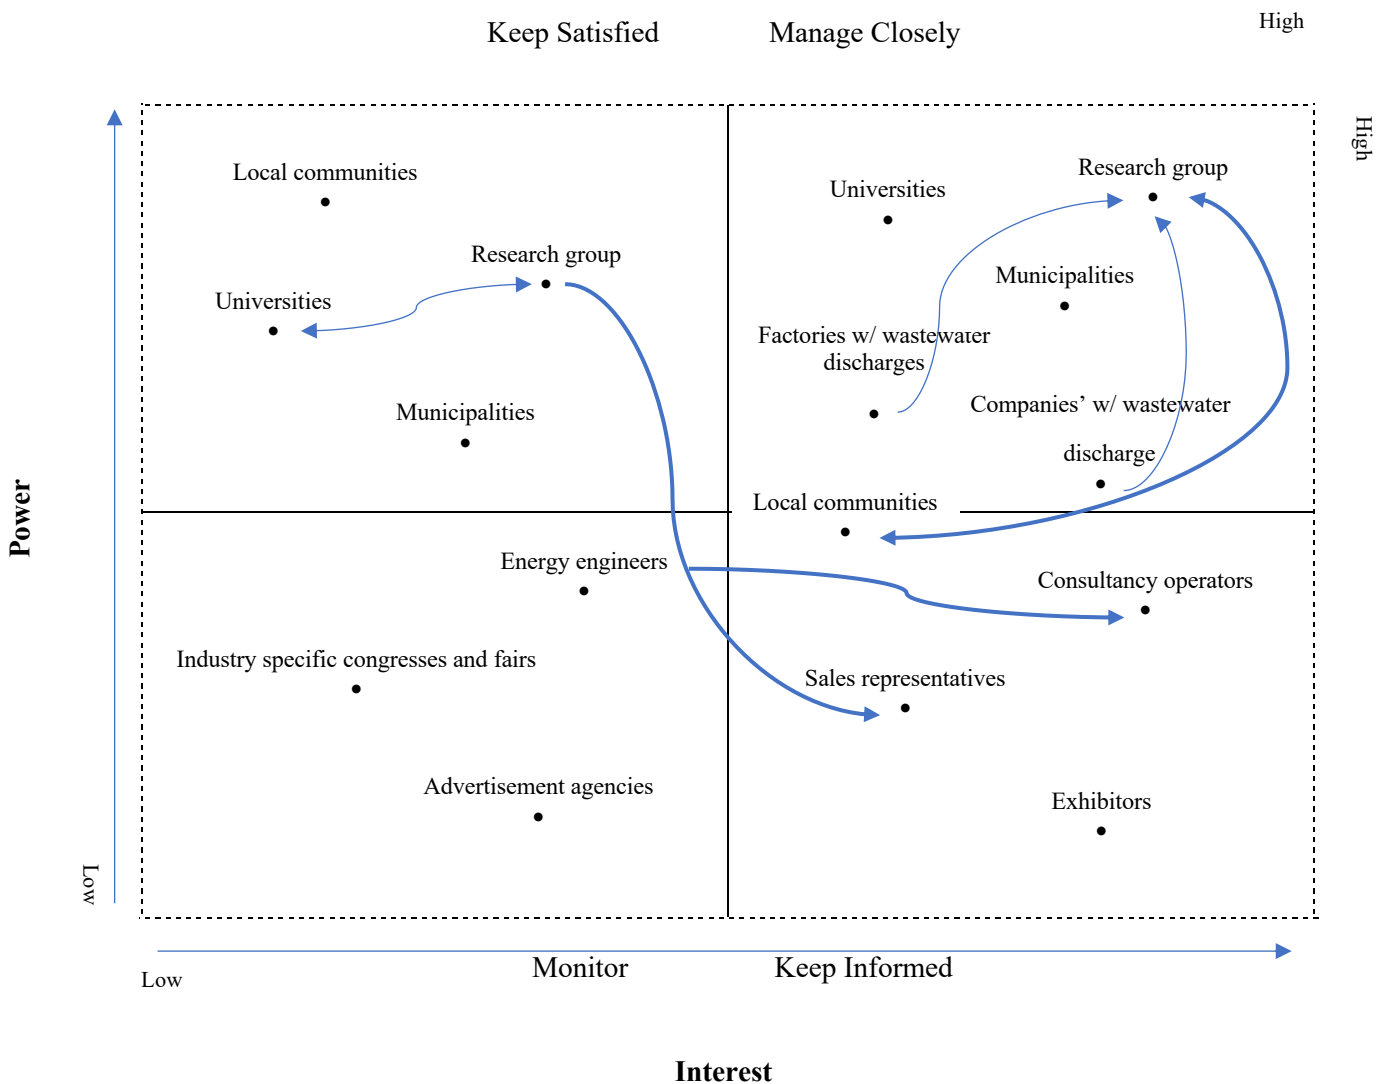 Keep Satisfied
Manage Closely
High
High
Local communities
Research group
Universities
Municipalities
Universities
Research group
Municipalities
Factories w/ wastewater
discharges
Companies’ w/ wastewater
discharge
Local communities
Power
Energy engineers
Industry specific congresses and fairs
Advertisement agencies
Consultancy operators
Sales representatives
Exhibitors
Low
Low
Monitor
Keep Informed
Interest